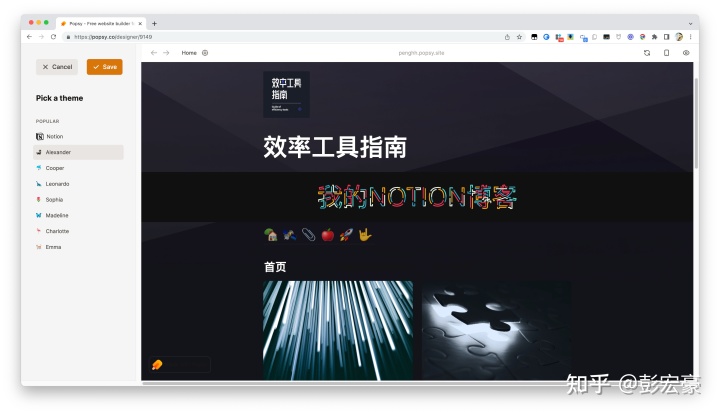 Popsy - Free website builder
https://popsy.co/designer/9149
Cancel
Save
Home
penghh.popsy.site
Pick a theme
POPULAR
Notion
Alexander
Cooper
Leonardo
Sophia
Madeline
Charlotte
Emma
效率工具
指南
效率工具指南
我的NOTION博客
首页
知乎 @彭宏豪